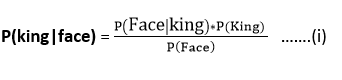 P(king|face) = P(Face|king)*P(King) / P(Face) .......(i)